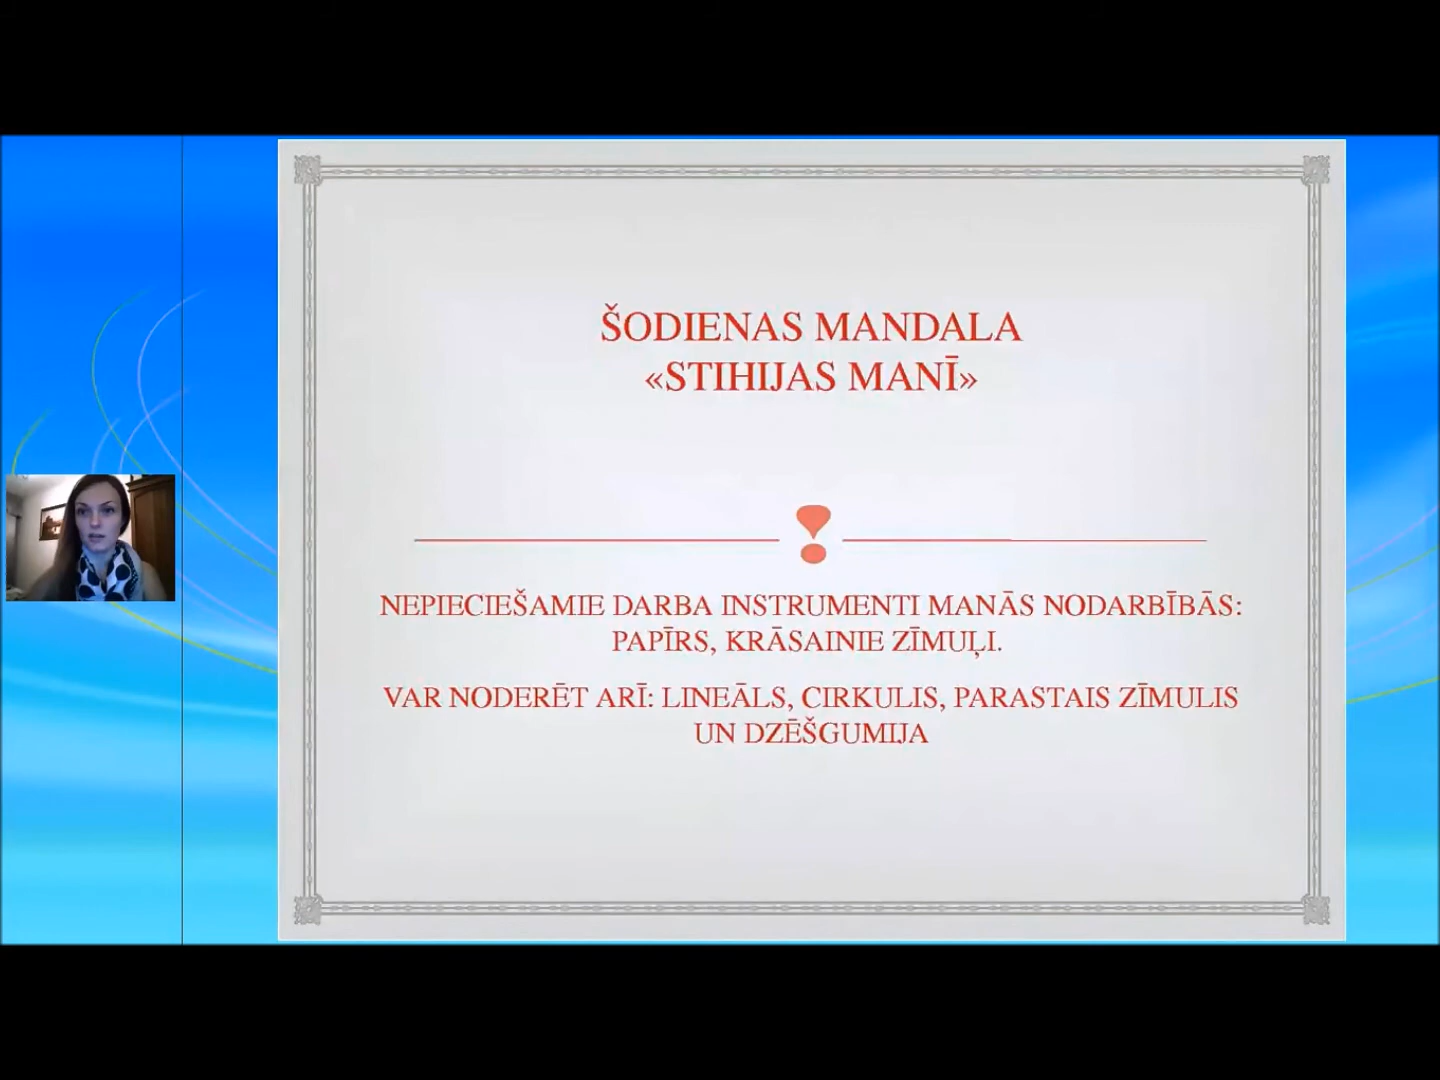 ŠODIENAS MANDALA
«STIHIJAS MANĪ»
NEPIECIEŠAMIE DARBA INSTRUMENTI MANĀS NODARBĪBĀS:
PAPĪRS, KRĀSAINIE ZĪMUĻI.
VAR NODERĒT ARĪ: LINEĀLS, CIRKULIS, PARASTAIS ZĪMULIS
UN DZĒŠGUMIJA